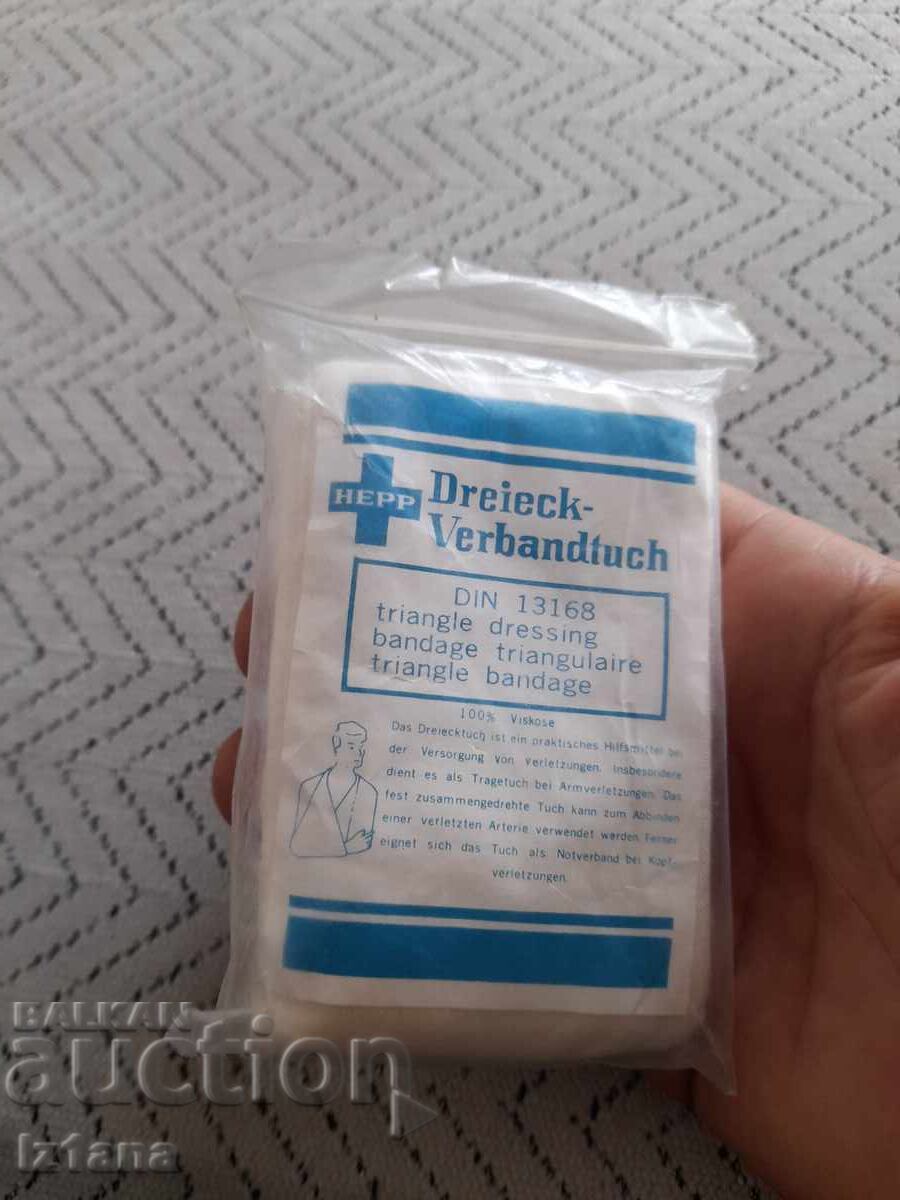 HEPP
Dreieck-
Verbandtuch
DIN 13168
triangle dressing
bandage triangulaire
triangle bandage
100% Viskose
Das Dreiecktuch ist ein praktisches Hilfsmittel bei
der Versorgung von verletzungen. Insbesondere
dient es als Tragetuch bei Armverletzungen. Das
fest zusammengedrehte Tuch kann zum Abbinden
einer verletzten Arterie verwendet werden. Ferner
eignet sich das Tuch als Notverband bei Kopf-
verletzungen.
BALKAN
auction
Iz1ana